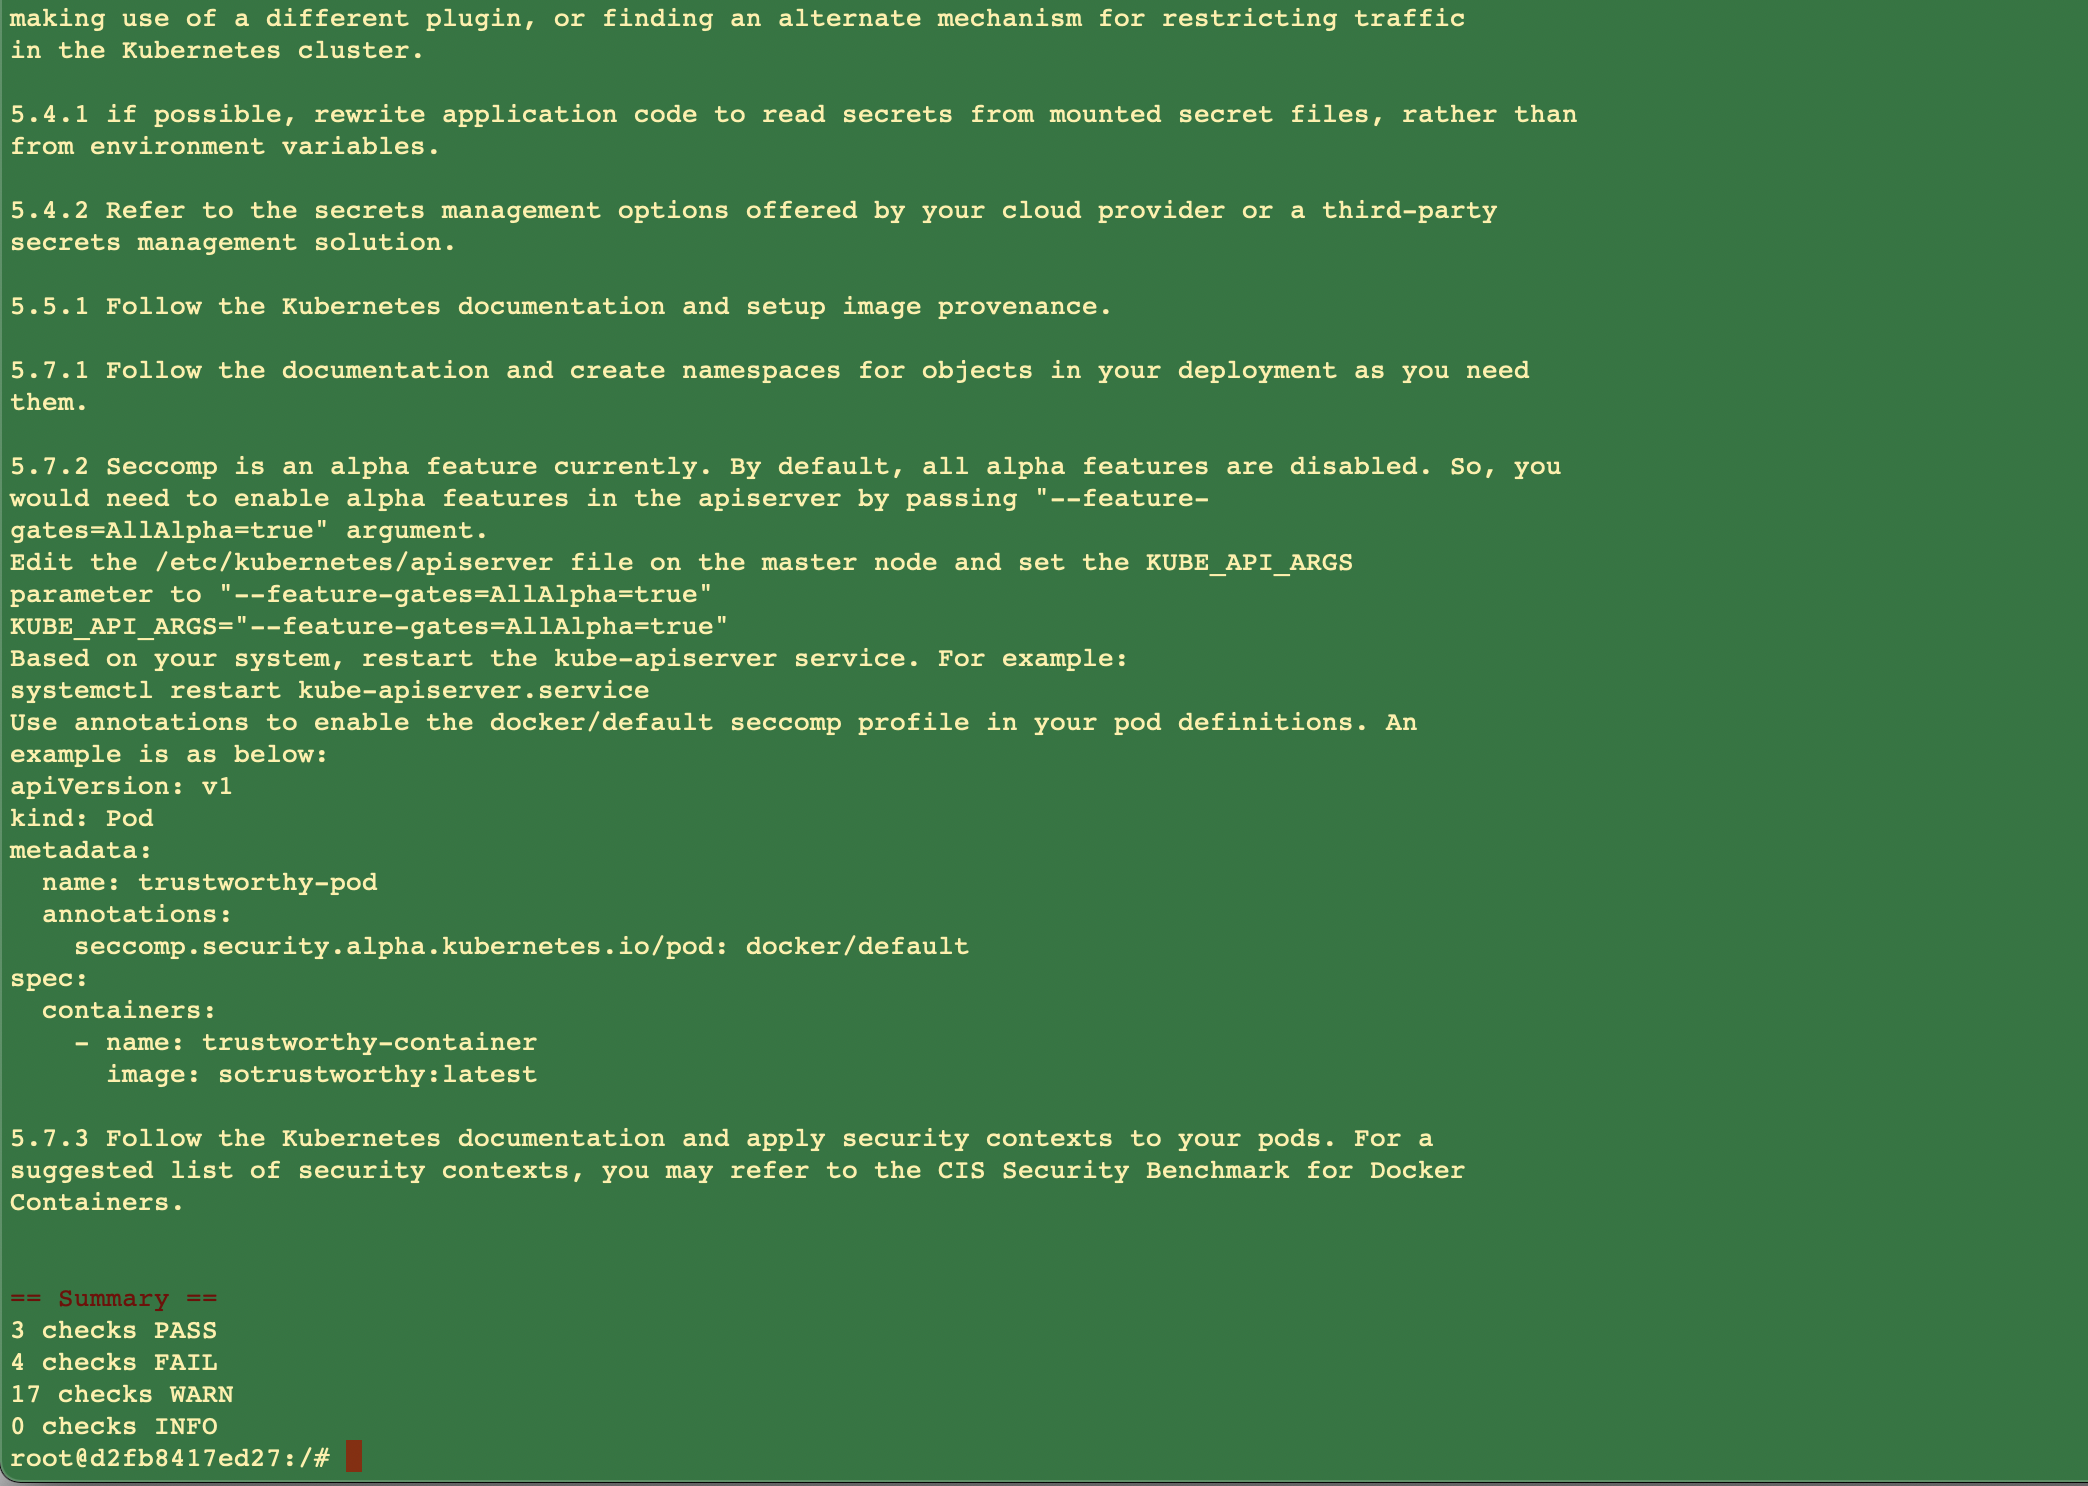 making use of a different plugin, or finding an alternate mechanism for restricting traffic
in the Kubernetes cluster.
5.4.1 if possible, rewrite application code to read secrets from mounted secret files, rather than
from environment variables.
5.4.2 Refer to the secrets management options offered by your cloud provider or a third-party
secrets management solution.
5.5.1 Follow the Kubernetes documentation and setup image provenance.
5.7.1 Follow the documentation and create namespaces for objects in your deployment as you need
them.
5.7.2 Seccomp is an alpha feature currently. By default, all alpha features are disabled. So, you
would need to enable alpha features in the apiserver by passing "--feature-
gates=AllAlpha=true" argument.
Edit the /etc/kubernetes/apiserver file on the master node and set the KUBE_API_ARGS
parameter to "--feature-gates=AllAlpha=true"
KUBE_API_ARGS="--feature-gates=AllAlpha=true"
Based on your system, restart the kube-apiserver service. For example:
systemctl restart kube-apiserver.service
Use annotations to enable the docker/default seccomp profile in your pod definitions. An
example is as below:
apiVersion: v1
kind: Pod
metadata:
  name: trustworthy-pod
  annotations:
    seccomp.security.alpha.kubernetes.io/pod: docker/default
spec:
  containers:
    - name: trustworthy-container
      image: sotrustworthy:latest
5.7.3 Follow the Kubernetes documentation and apply security contexts to your pods. For a
suggested list of security contexts, you may refer to the CIS Security Benchmark for Docker
Containers.
== Summary ==
3 checks PASS
4 checks FAIL
17 checks WARN
0 checks INFO
root@d2fb8417ed27:/#